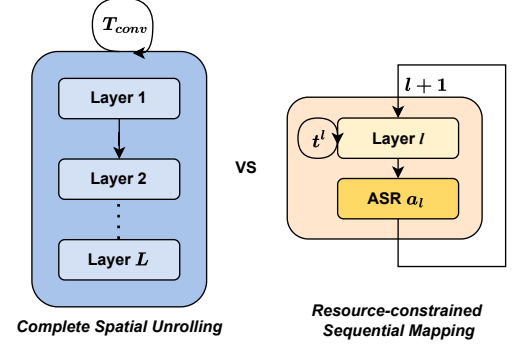 T_conv
Layer 1
Layer 2
Layer L
Complete Spatial Unrolling
VS
l + 1
t^l
Layer l
ASR a_l
Resource-constrained
Sequential Mapping